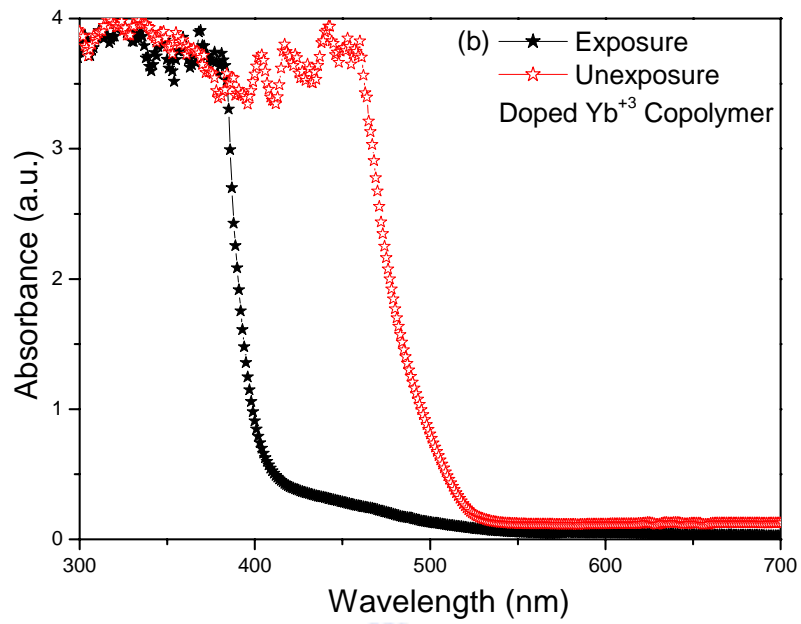 (b)
Exposure
Unexposure
Doped Yb⁺³ Copolymer
Absorbance (a.u.)
4
3
2
1
0
300 400 500 600 700
Wavelength (nm)